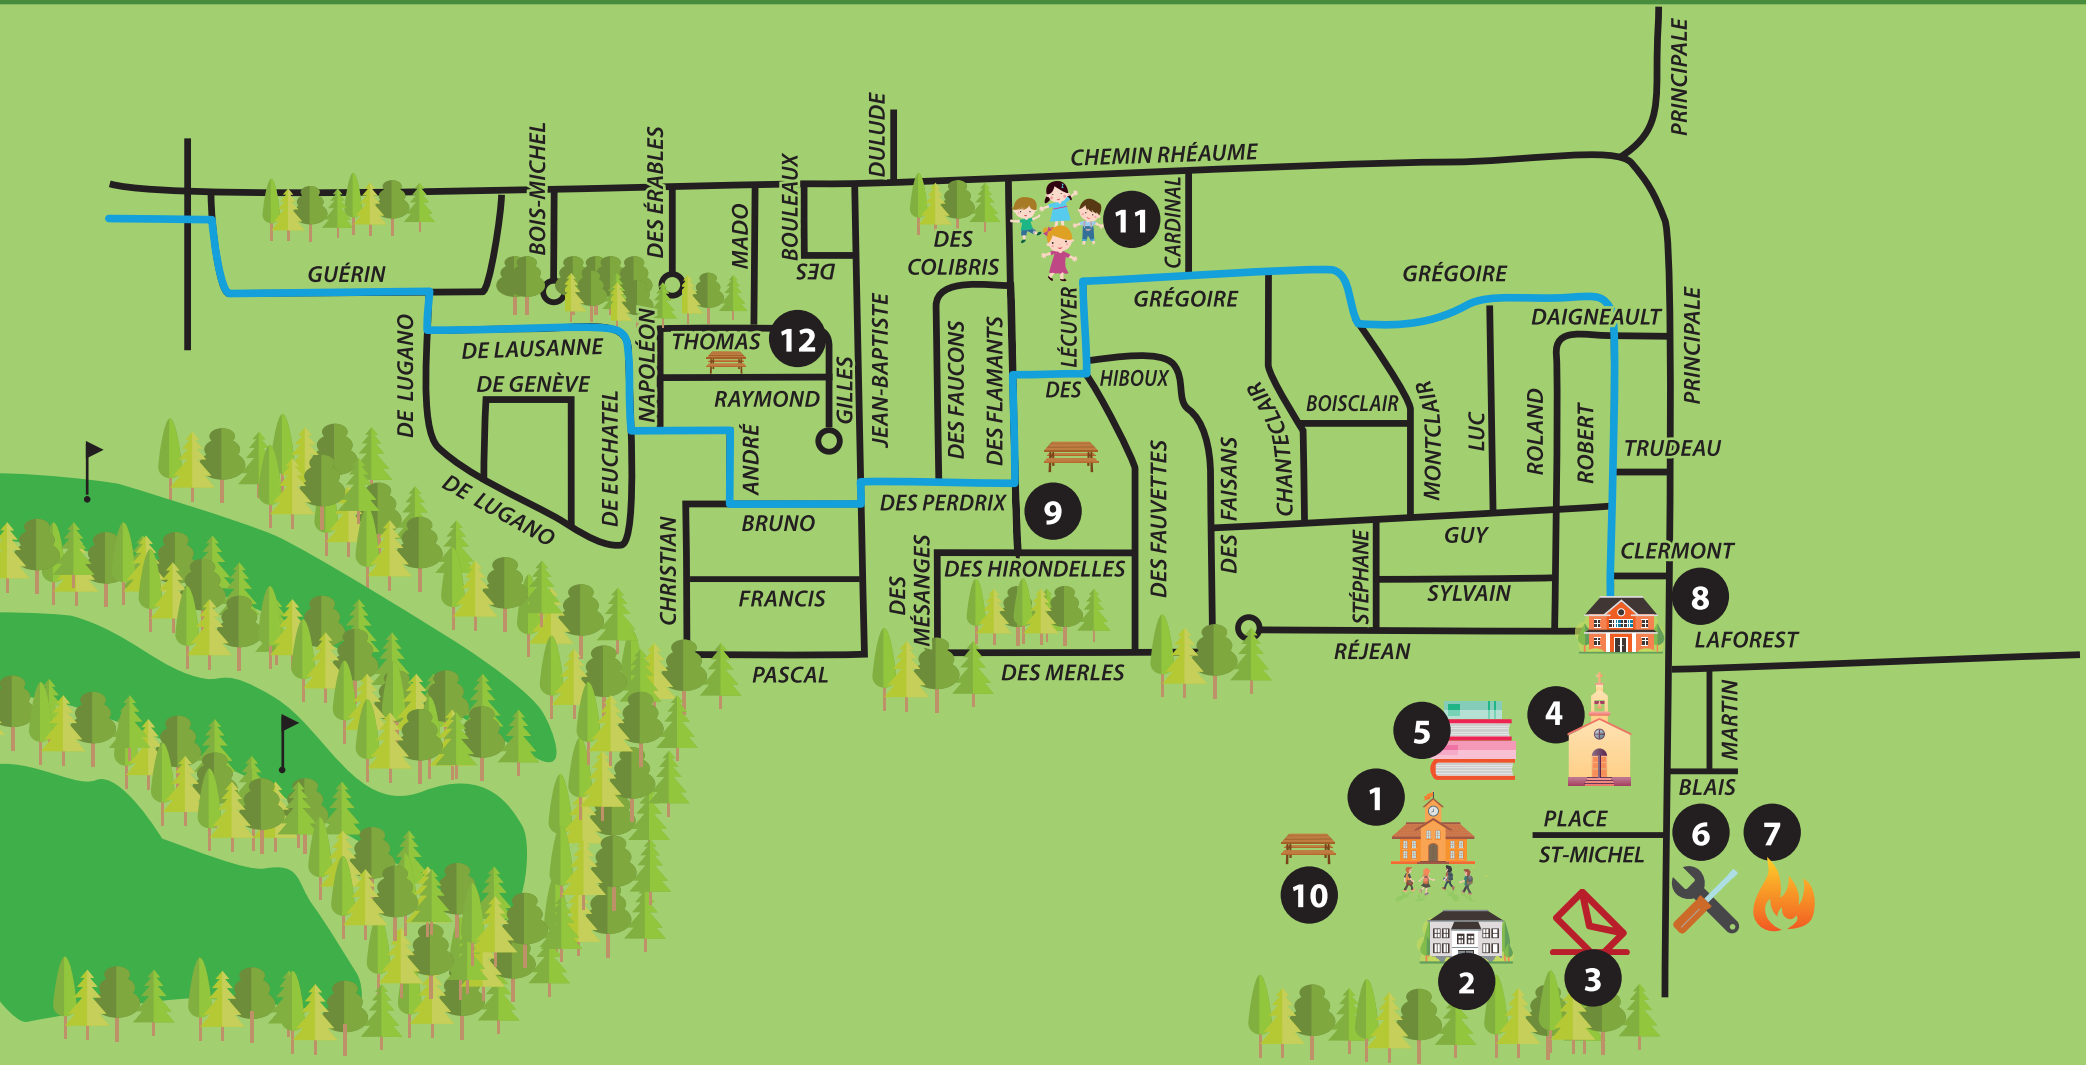 PRINCIPALE
DULUDE
BOIS-MICHEL
DES ÉRABLES
BOULEAUX
DES
MADO
CHEMIN RHÉAUME
CARDINAL
11
DES
COLIBRIS
GUÉRIN
GRÉGOIRE
GRÉGOIRE
DAIGNEAULT
PRINCIPALE
DE LUGANO
DE LAUSANNE
NAPOLÉON
THOMAS
12
GILLES
JEAN-BAPTISTE
DES FAUCONS
DES FLAMANTS
LÉCUYER
DES
HIBOUX
DE GENÈVE
DE EUCHATEL
RAYMOND
ANDRÉ
CHANTECLAIR
BOISCLAIR
MONTCLAIR
LUC
ROLAND
ROBERT
TRUDEAU
DE LUGANO
BRUNO
DES PERDRIX
9
DES FAUVETTES
DES FAISANS
GUY
STÉPHANE
CLERMONT
CHRISTIAN
FRANCIS
DES
MÉSANGES
DES HIRONDELLES
SYLVAIN
8
LAFOREST
PASCAL
DES MERLES
RÉJEAN
MARTIN
5
4
BLAIS
1
PLACE
ST-MICHEL
6
7
10
2
3